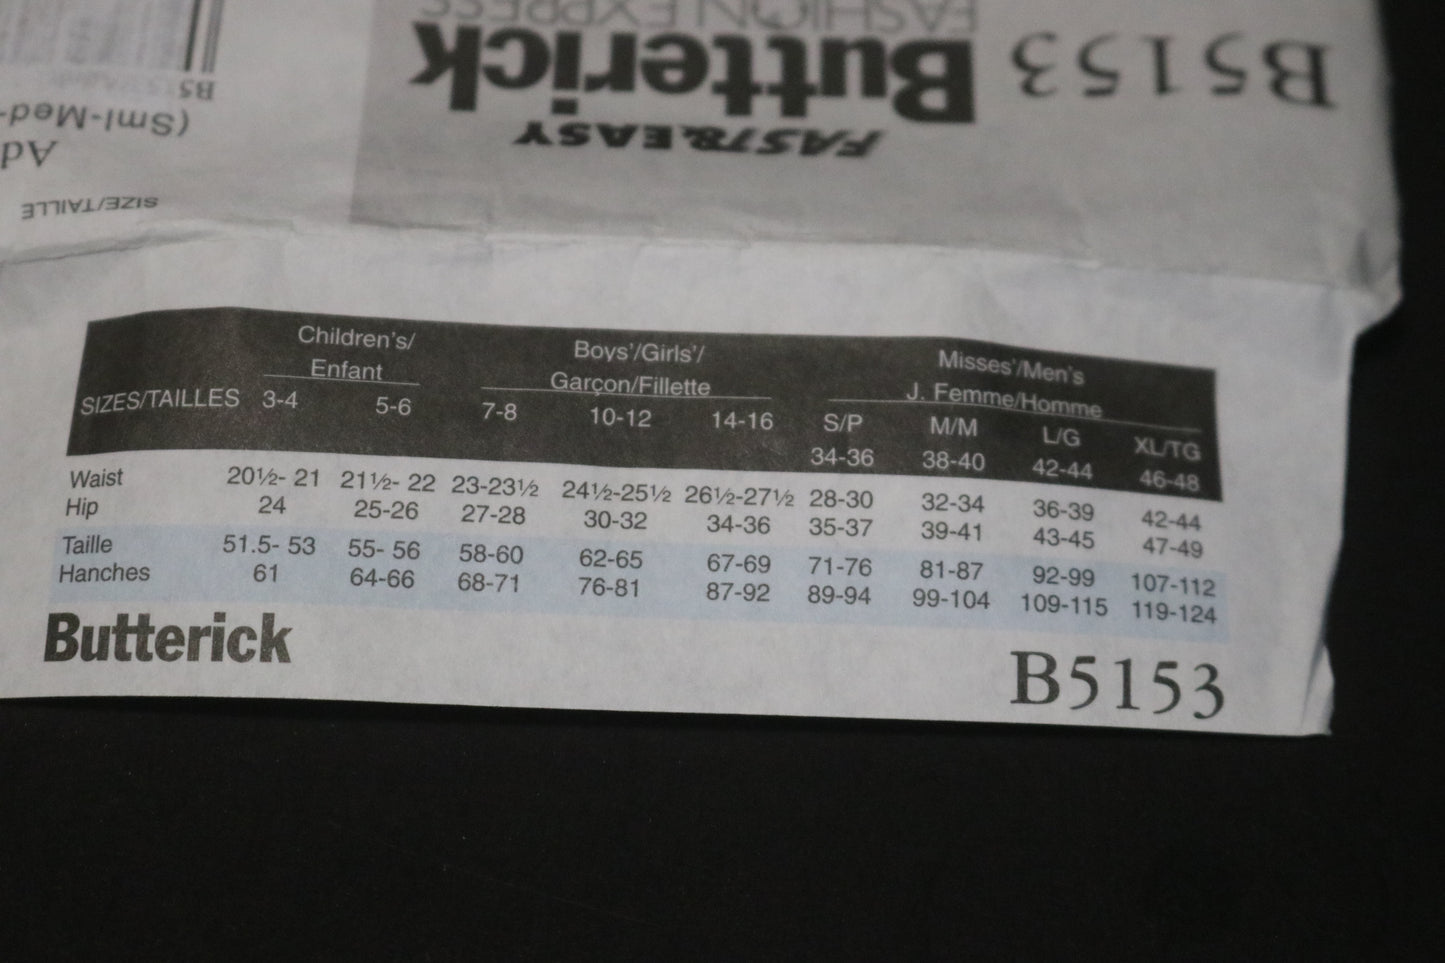 FASHION EXPRESS
Butterick B5153
FAST&EASY
B5
(Sml-Med-
Ad
SIZE/TAILLE
Children's/ Boys'/Girls'/ Misses'/Men's
Enfant Garçon/Fillette J. Femme/Homme
SIZES/TAILLES 3-4 5-6 7-8 10-12 14-16 S/P M/M L/G XL/TG
34-36 38-40 42-44 46-48
Waist 20½- 21 21½- 22 23-23½ 24½-25½ 26½-27½ 28-30 32-34 36-39 42-44
Hip 24 25-26 27-28 30-32 34-36 35-37 39-41 43-45 47-49
Taille 51.5- 53 55- 56 58-60 62-65 67-69 71-76 81-87 92-99 107-112
Hanches 61 64-66 68-71 76-81 87-92 89-94 99-104 109-115 119-124
Butterick B5153